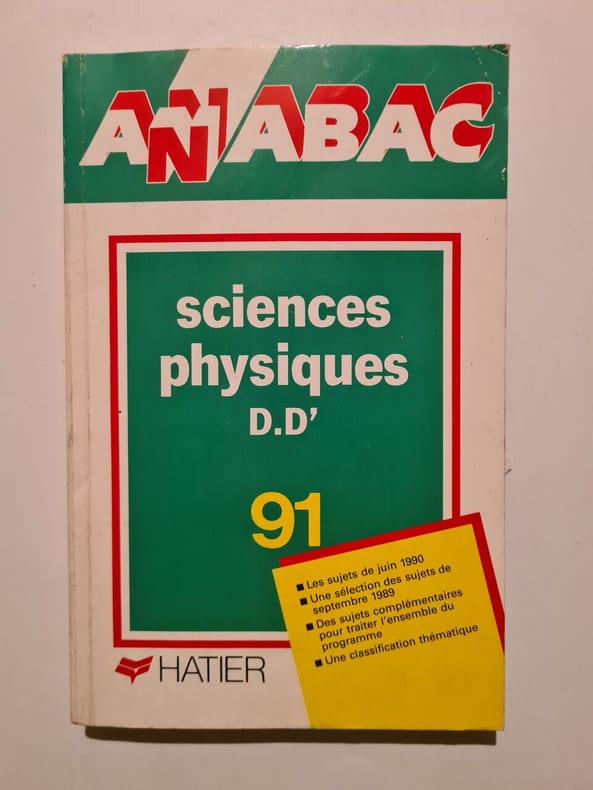 ANNABAC
sciences
physiques
D.D'
91
■ Les sujets de juin 1990
■ Une sélection des sujets de
septembre 1989
■ Des sujets complémentaires
pour traiter l'ensemble du
programme
■ Une classification thématique
HATIER